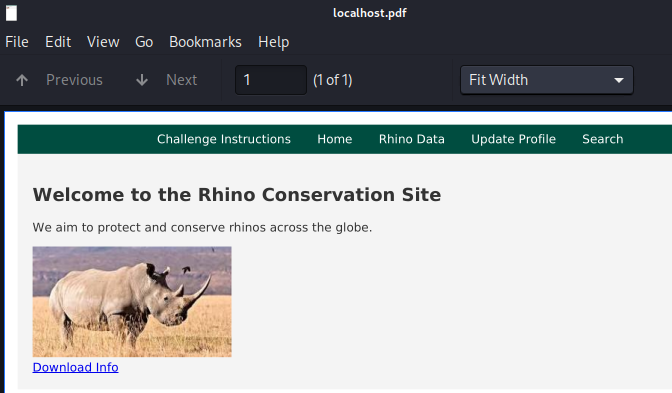 localhost.pdf
File Edit View Go Bookmarks Help
Previous Next 1 (1 of 1) Fit Width
Challenge Instructions Home Rhino Data Update Profile Search
Welcome to the Rhino Conservation Site
We aim to protect and conserve rhinos across the globe.
Download Info